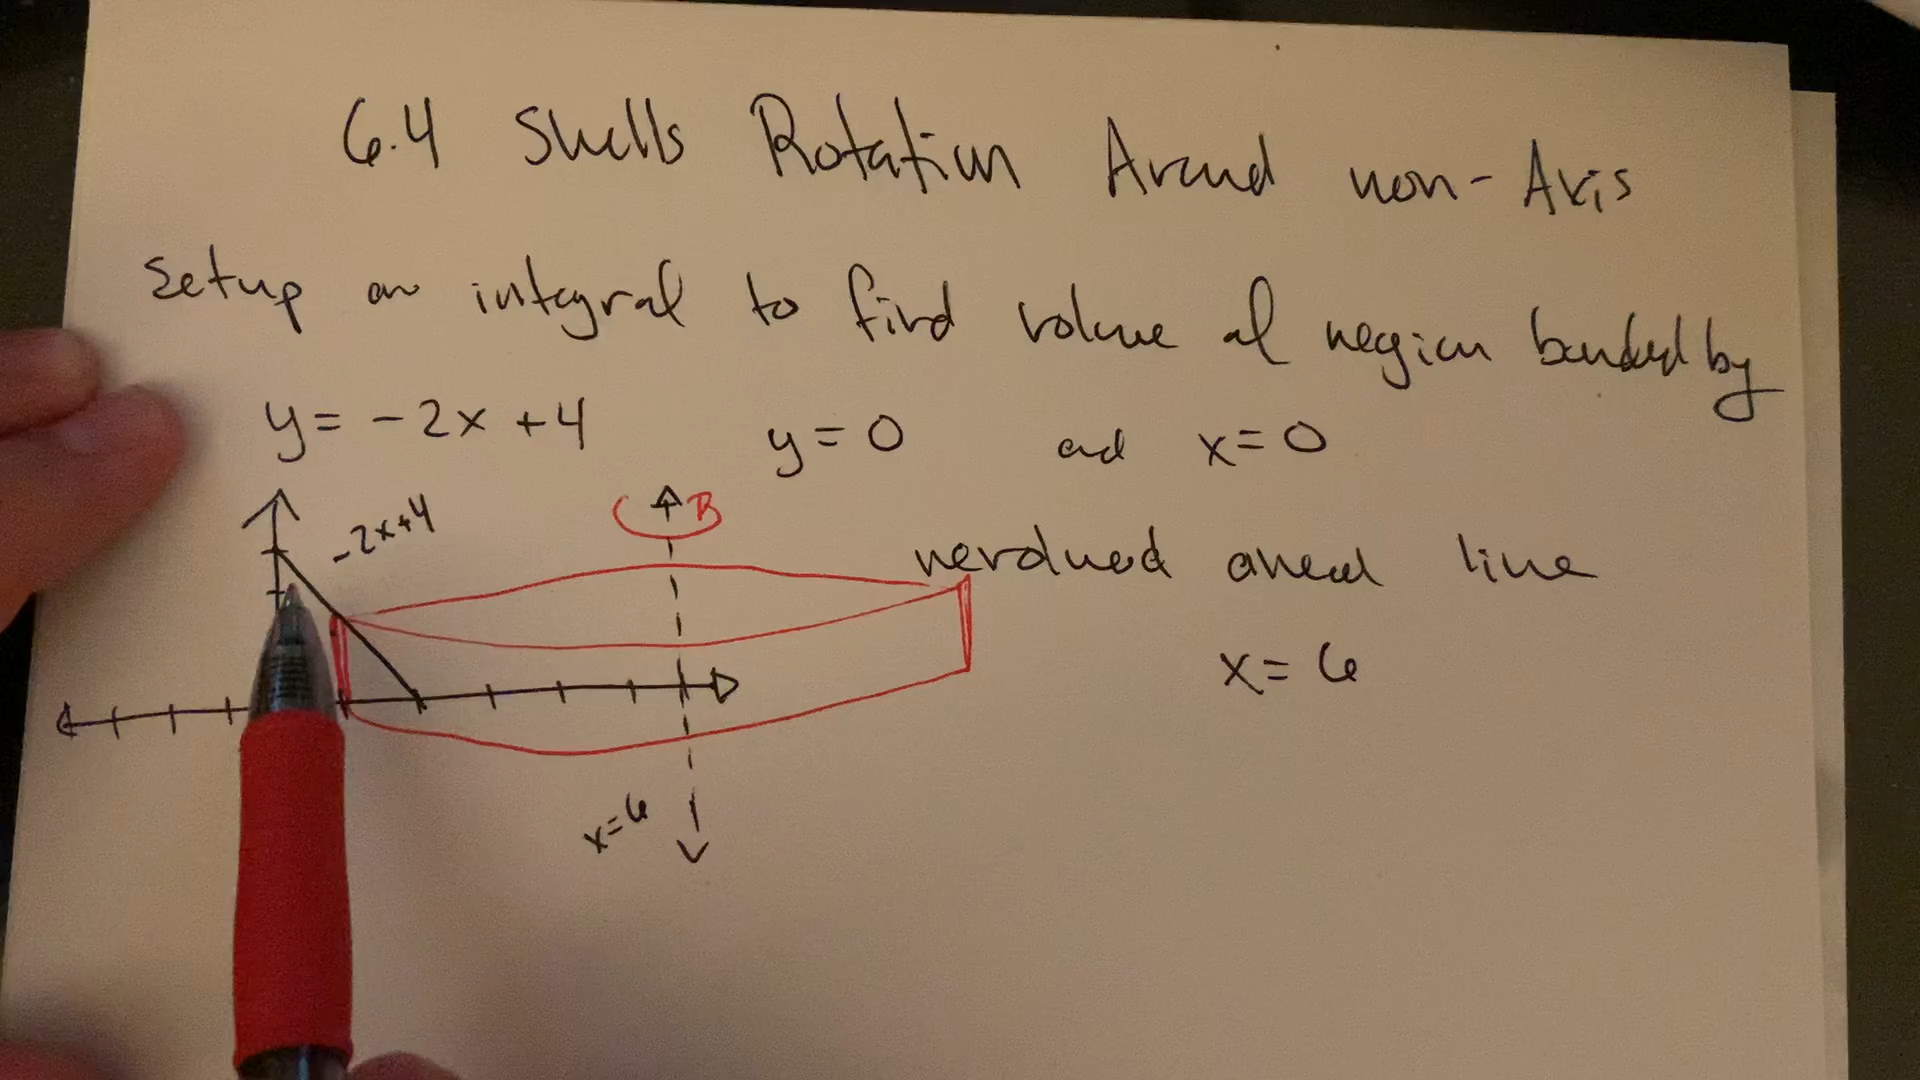 6.4 Shells Rotation Around non-Axis
Setup an integral to find volume of region bounded by
y = -2x + 4 y = 0 and x = 0
-2x+4
revolved around line
x = 6
x=6